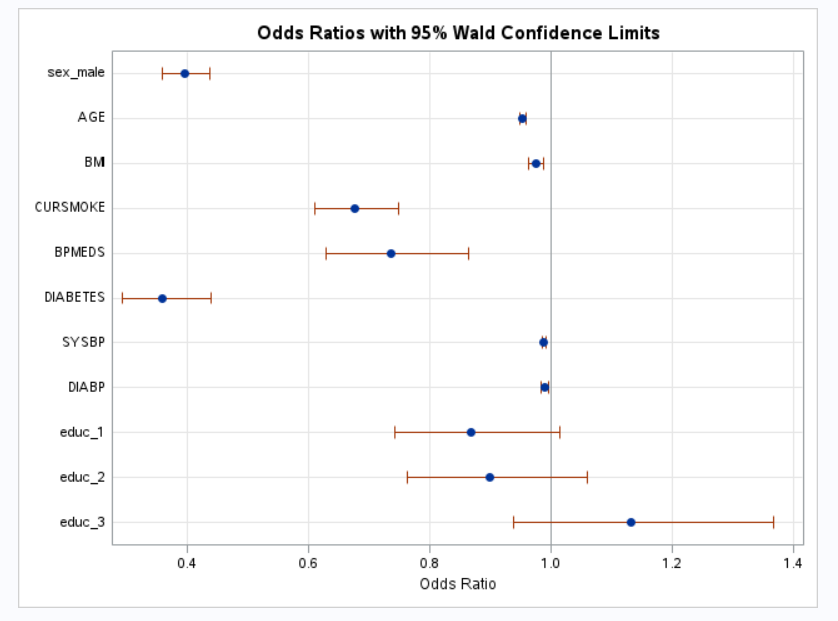 Odds Ratios with 95% Wald Confidence Limits
sex_male
AGE
BMI
CURSMOKE
BPMEDS
DIABETES
SYSBP
DIABP
educ_1
educ_2
educ_3
0.4 0.6 0.8 1.0 1.2 1.4
Odds Ratio